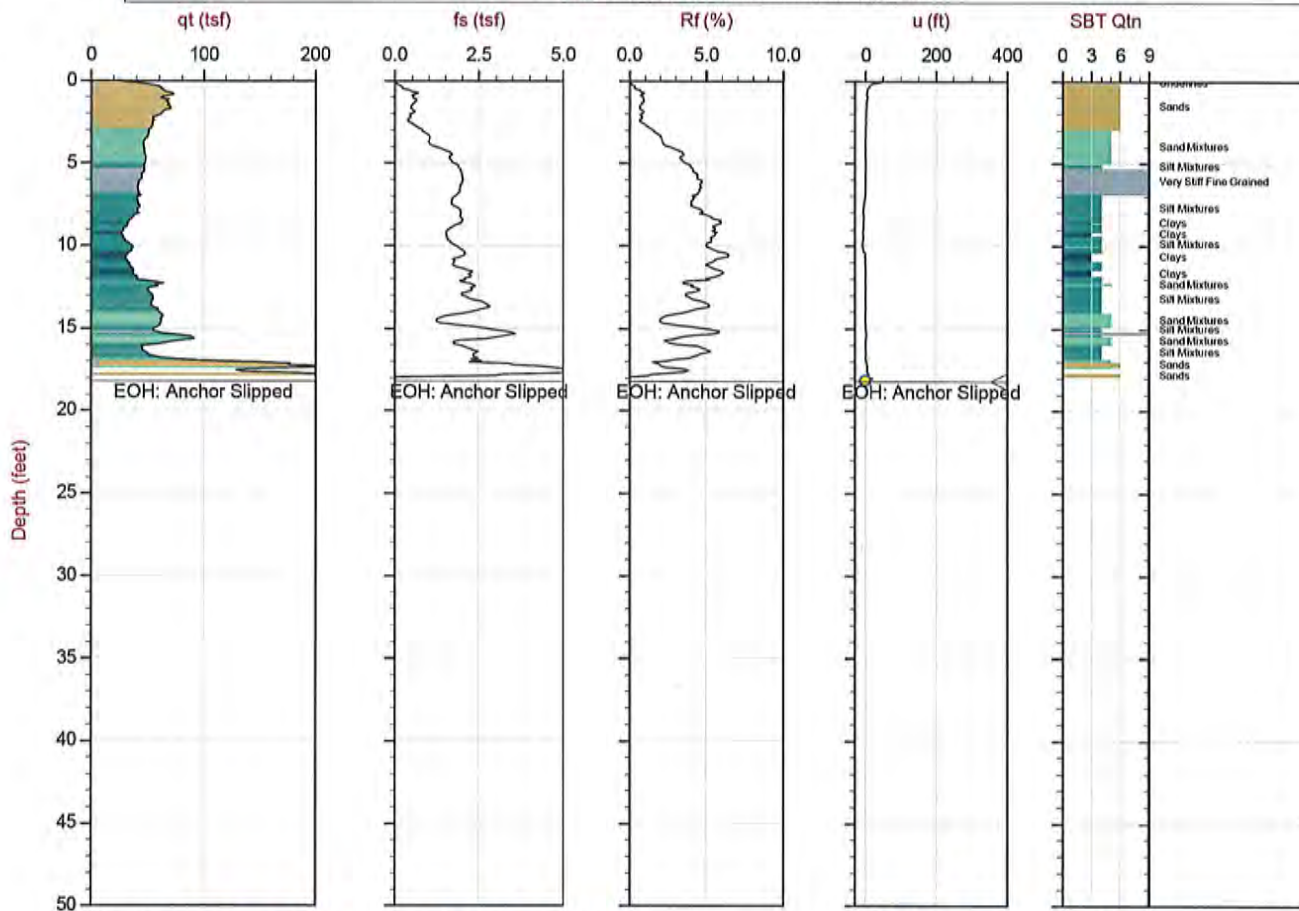 qt (tsf) fs (tsf) Rf (%) u (ft) SBT Qtn
0 100 200 0.0 2.5 5.0 0.0 5.0 10.0 0 200 400 0 3 6 9
0
5
10
15
20
25
30
35
40
45
50
Depth (feet)
Undefined
Sands
Sand Mixtures
Silt Mixtures
Very Stiff Fine Grained
Silt Mixtures
Clays
Clays
Silt Mixtures
Clays
Clays
Sand Mixtures
Silt Mixtures
Sand Mixtures
Silt Mixtures
Sand Mixtures
Silt Mixtures
Sands
Sands
EOH: Anchor Slipped EOH: Anchor Slipped EOH: Anchor Slipped EOH: Anchor Slipped